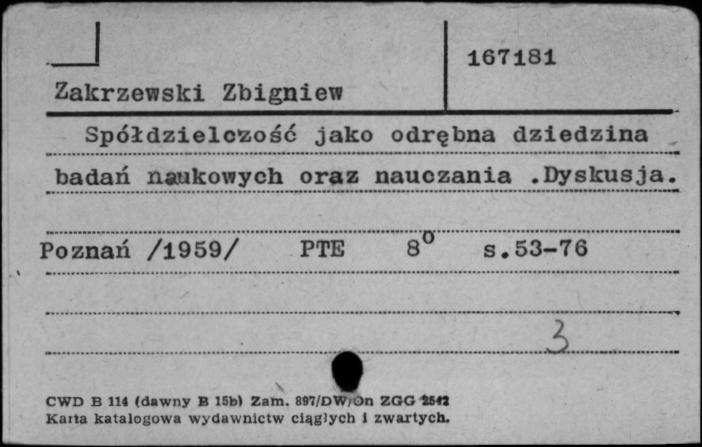 167181
Zakrzewski Zbigniew
Spółdzielczość jako odrębna dziedzina
badań naukowych oraz nauczania .Dyskusja.
Poznań /1959/ PTE 8° s.53-76
3
CWD B 114 (dawny B 15b) Zam. 897/DW/On ZGG 2542
Karta katalogowa wydawnictw ciągłych i zwartych.